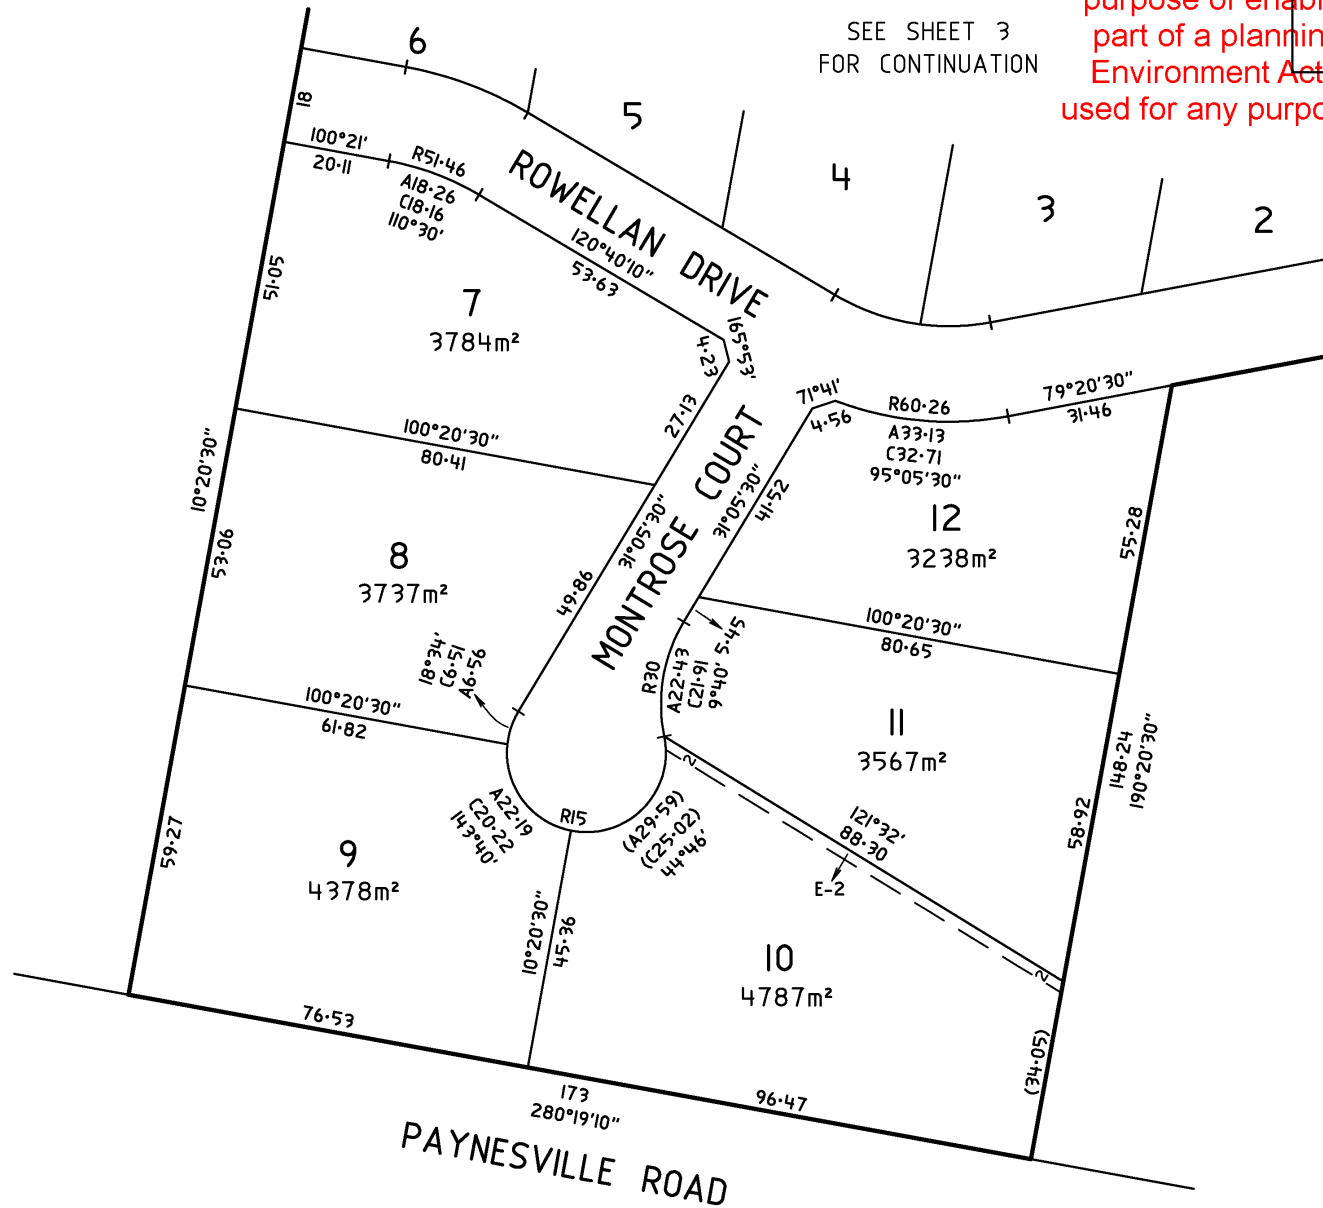 purpose of enabl
part of a plannin
Environment Act
used for any purpo
SEE SHEET 3
FOR CONTINUATION
6
5
4
3
2
18
100°21'
20·11
R51·46
A18·26
C18·16
110°30'
ROWELLAN DRIVE
120°40'10"
53·63
51·05
7
3784m²
165°53'
4·23
27·13
71°41'
4·56
R60·26
A33·13
C32·71
95°05'30"
79°20'30"
31·46
100°20'30"
80·41
10°20'30"
53·06
8
3737m²
31°05'30"
49·86
MONTROSE COURT
31°05'30"
41·52
12
3238m²
55·28
100°20'30"
80·65
5·45
R30
A22·43
C21·91
9°40'
18°34'
C6·51
A6·56
100°20'30"
61·82
11
3567m²
148·24
190°20'30"
58·92
2
121°32'
88·30
E-2
2
59·27
9
4378m²
A22·19
C20·22
143°40'
R15
(A29·59)
(C25·02)
44°46'
10°20'30"
45·36
10
4787m²
(34·05)
76·53
173
280°19'10"
96·47
PAYNESVILLE ROAD